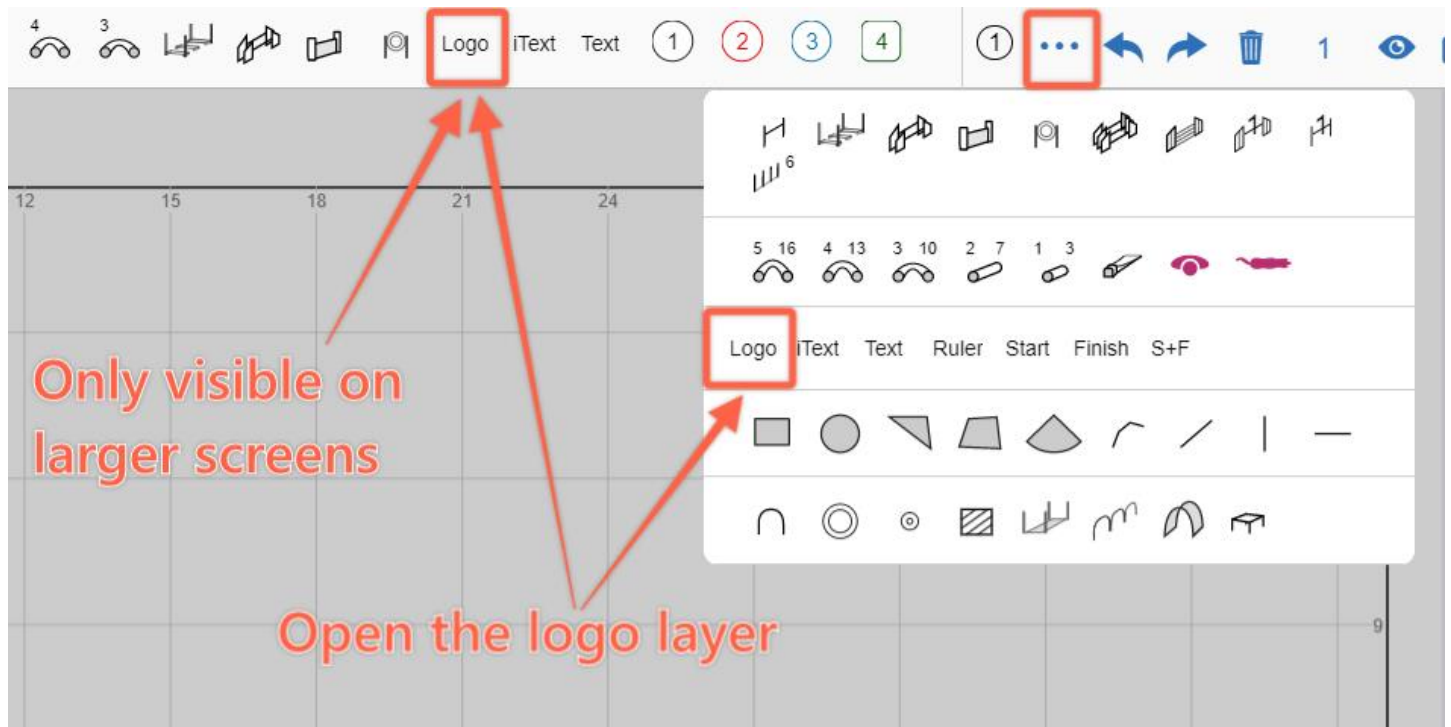 4 3 Logo iText Text 1 2 3 4 1 1
6
12 15 18 21 24
5 16 4 13 3 10 2 7 1 3
Logo iText Text Ruler Start Finish S+F
Only visible on
larger screens
Open the logo layer
9